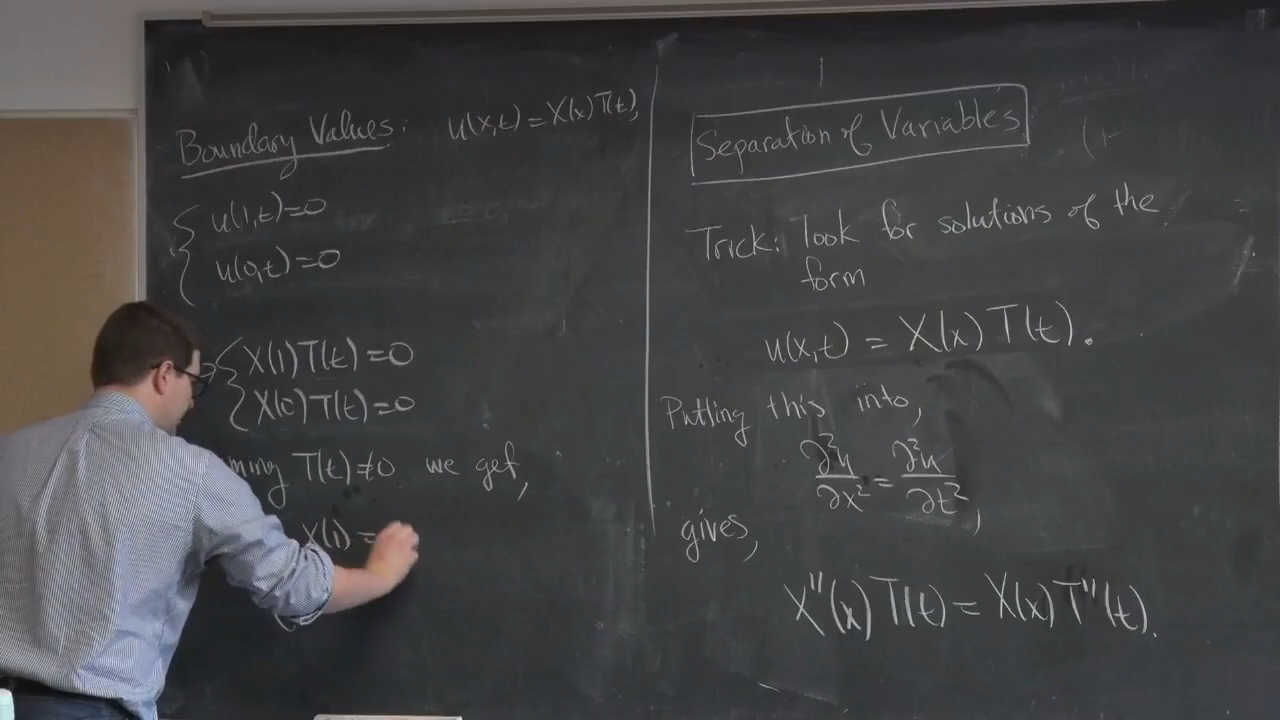 Boundary Values: u(x,t) = X(x)T(t),
u(1,t)=0
u(0,t)=0
X(1)T(t)=0
X(0)T(t)=0
T(t)≠0 we get,
X(1) =
Separation of Variables
Trick: look for solutions of the
form
u(x,t) = X(x)T(t).
Putting this into,
∂²u/∂x² = ∂²u/∂t²,
gives,
X''(x)T(t) = X(x)T''(t).